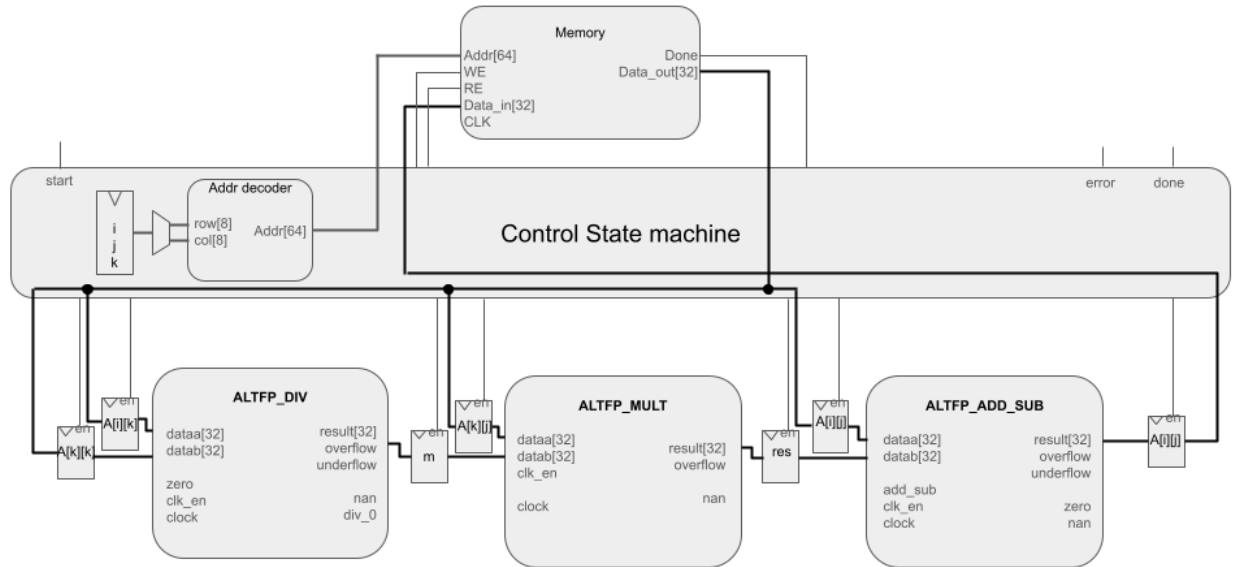 Memory
Addr[64]
WE
RE
Data_in[32]
CLK
Done
Data_out[32]
start
error
done
i
j
k
Addr decoder
row[8]
col[8]
Addr[64]
Control State machine
en
A[k][k]
en
A[i][k]
ALTFP_DIV
dataa[32]
datab[32]
zero
clk_en
clock
result[32]
overflow
underflow
nan
div_0
en
m
en
A[k][j]
ALTFP_MULT
dataa[32]
datab[32]
clk_en
clock
result[32]
overflow
nan
en
res
en
A[i][j]
ALTFP_ADD_SUB
dataa[32]
datab[32]
add_sub
clk_en
clock
result[32]
overflow
underflow
zero
nan
en
A[i][j]